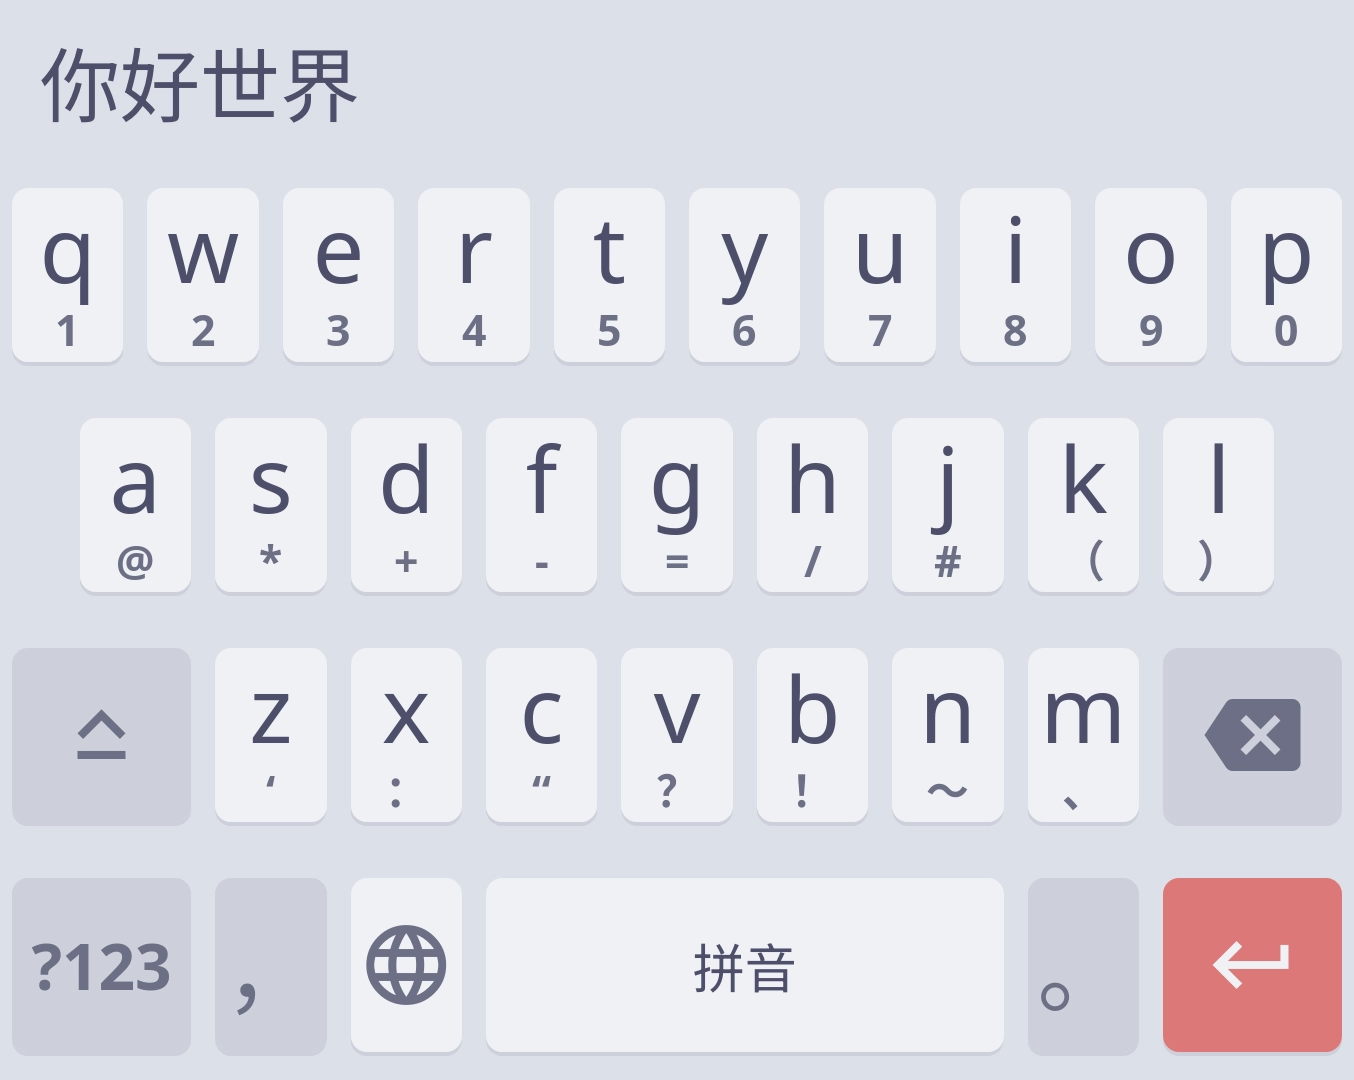 你好世界
q w e r t y u i o p
1 2 3 4 5 6 7 8 9 0
a s d f g h j k l
@ * + - = / # （ ）
z x c v b n m
‘ ： “ ？ ！ ～ 、
?123 ， 拼音 。